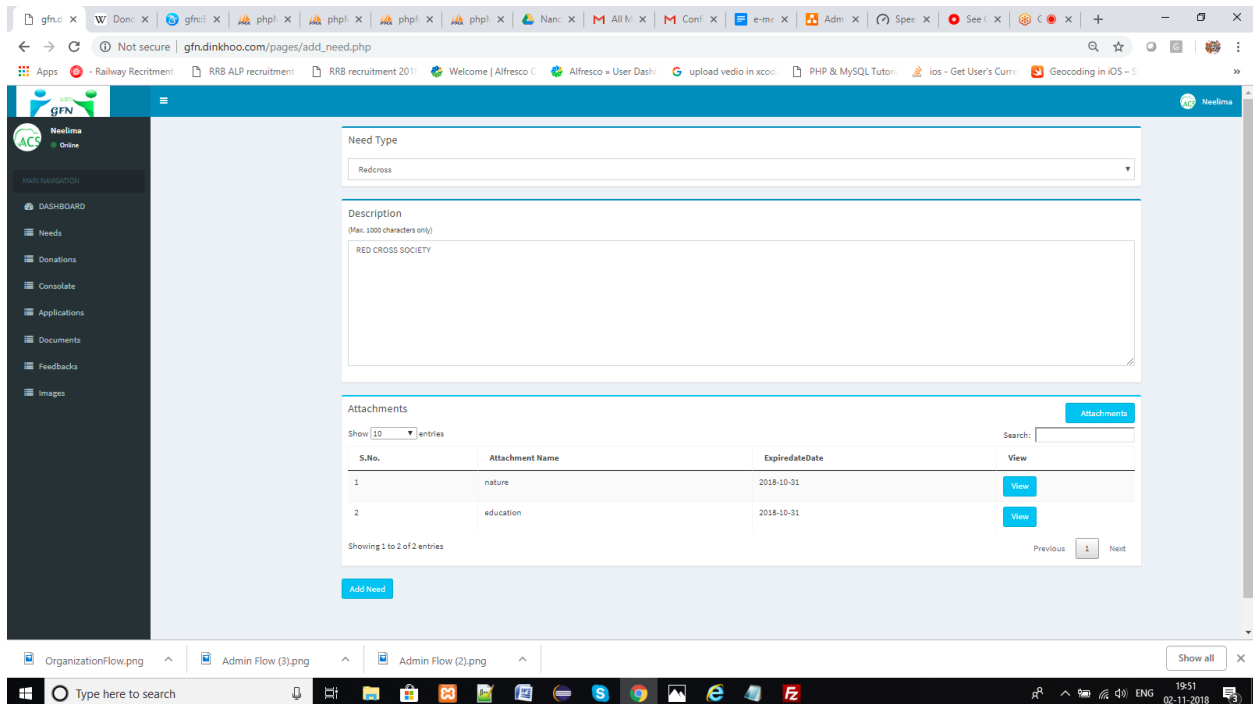 gfn.d Donc gfn::E phpM phpM phpM phpM Nanc All M Conf e-me Adm Spee See (
Not secure | gfn.dinkhoo.com/pages/add_need.php
Apps - Railway Recritment RRB ALP recruitment RRB recruitment 201 Welcome | Alfresco Alfresco » User Dash G upload vedio in xcod PHP & MySQL Tutori ios - Get User's Curre Geocoding in iOS – S »
GFN Neelima
Neelima
ACS Online
MAIN NAVIGATION
DASHBOARD
Needs
Donations
Consolate
Applications
Documents
Feedbacks
Images
Need Type
Redcross
Description
(Max. 1000 characters only)
RED CROSS SOCIETY
Attachments
Attachments
Show 10 entries Search:
S.No. Attachment Name ExpiredateDate View
1 nature 2018-10-31 View
2 education 2018-10-31 View
Showing 1 to 2 of 2 entries Previous 1 Next
Add Need
OrganizationFlow.png Admin Flow (3).png Admin Flow (2).png Show all
Type here to search ENG 19:51
02-11-2018 3